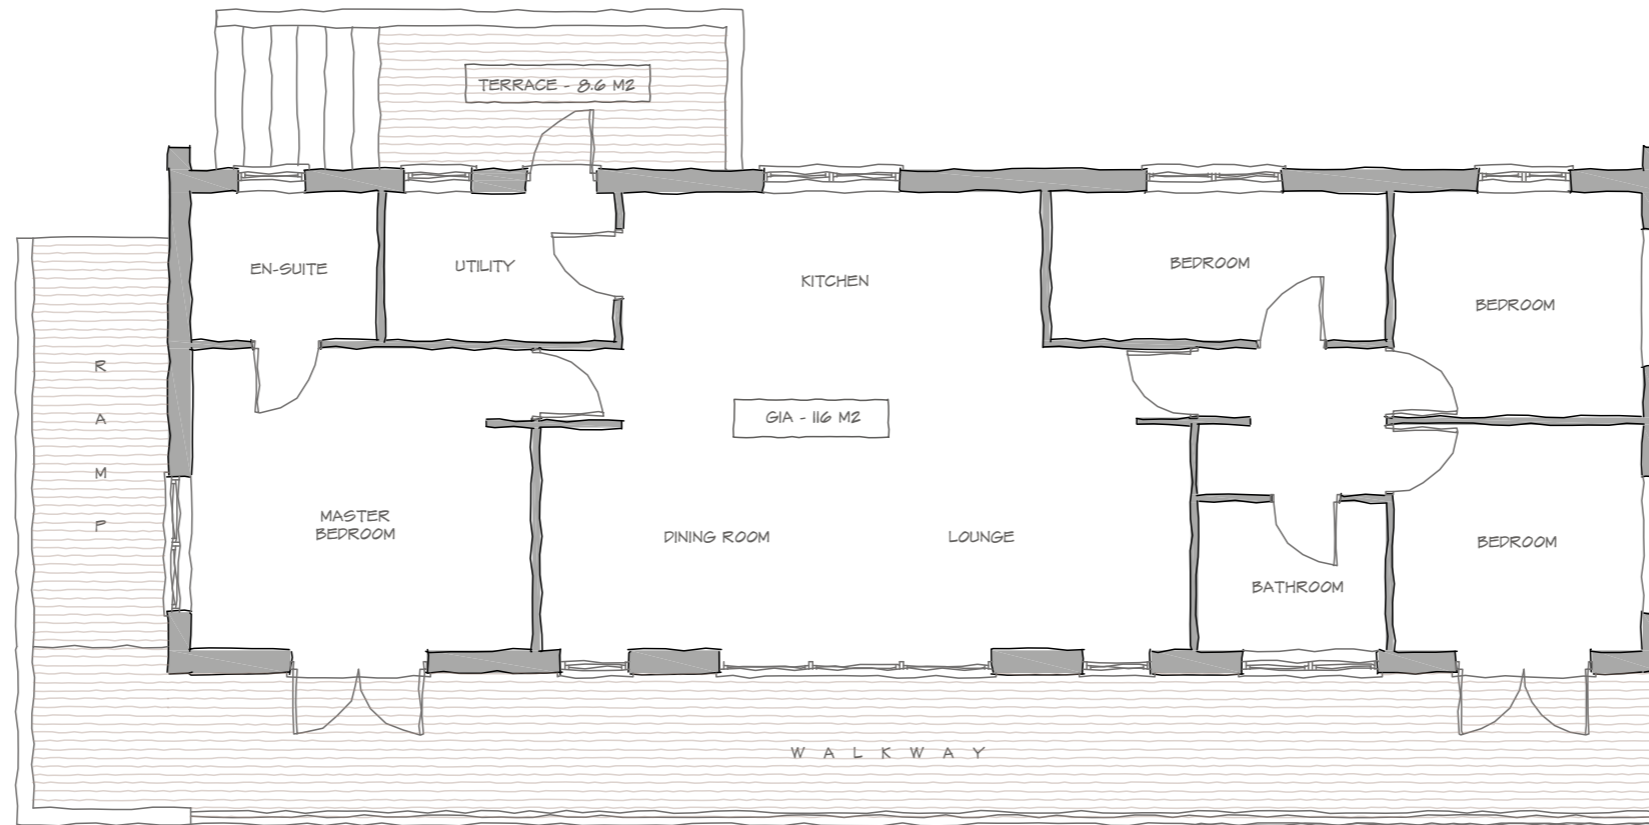 TERRACE - 8.6 M2
EN-SUITE
UTILITY
KITCHEN
BEDROOM
BEDROOM
R
A
M
P
GIA - 116 M2
MASTER
BEDROOM
DINING ROOM
LOUNGE
BEDROOM
BATHROOM
WALKWAY